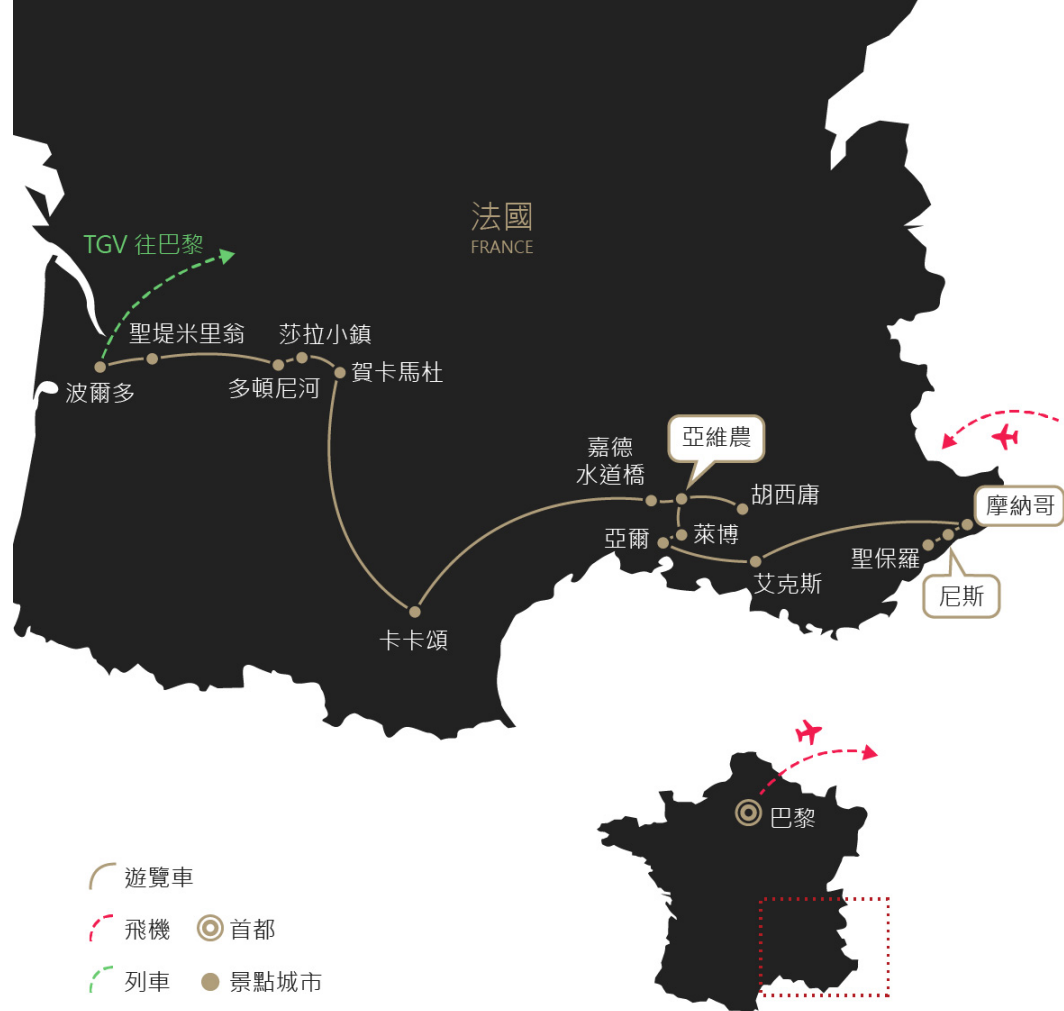 法國
FRANCE
TGV 往巴黎
聖堤米里翁
莎拉小鎮
波爾多
多頓尼河
賀卡馬杜
嘉德
水道橋
亞維農
胡西庸
亞爾
萊博
摩納哥
聖保羅
艾克斯
尼斯
卡卡頌
巴黎
遊覽車
飛機
首都
列車
景點城市